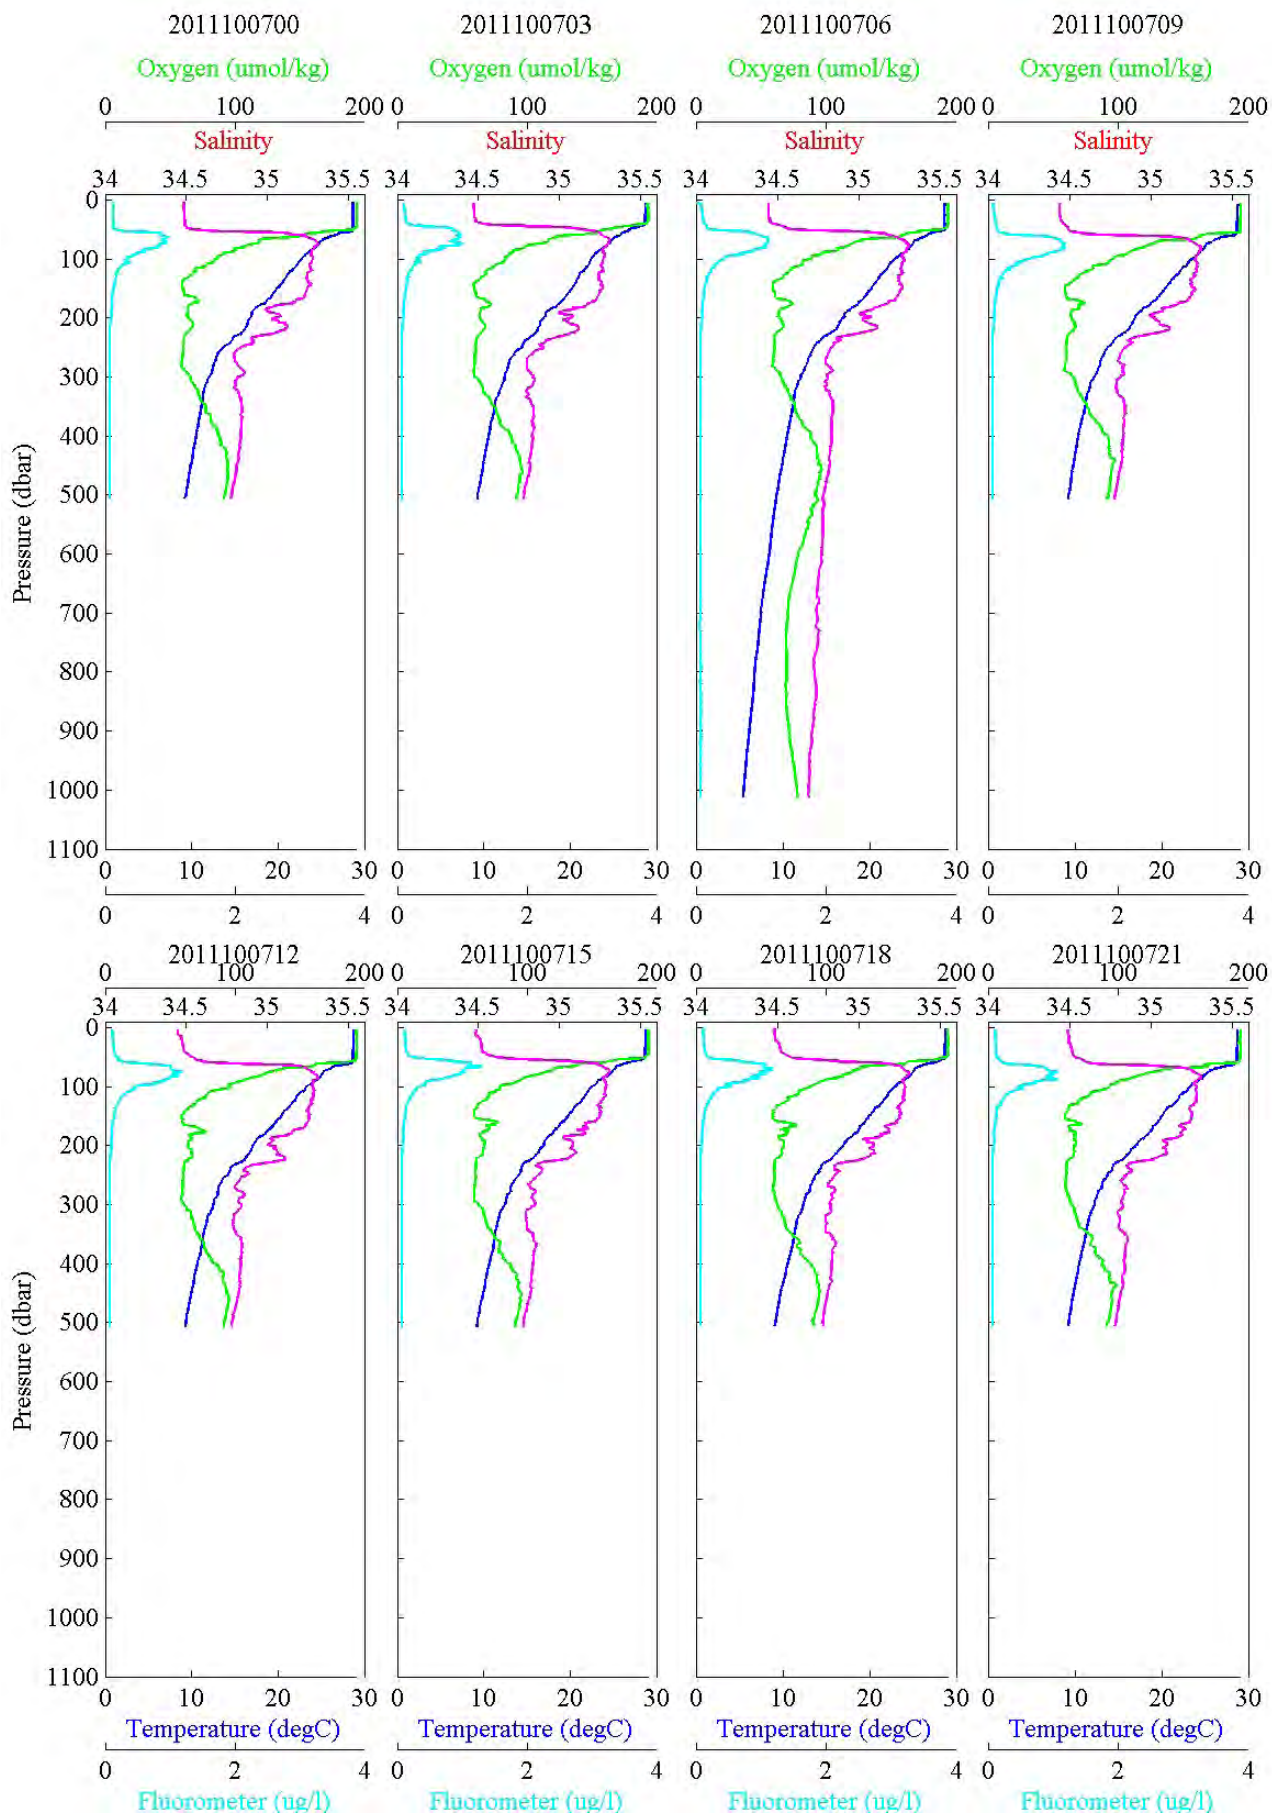 2011100700 2011100703 2011100706 2011100709
Oxygen (umol/kg) Oxygen (umol/kg) Oxygen (umol/kg) Oxygen (umol/kg)
0 100 200 0 100 200 0 100 200 0 100 200
Salinity Salinity Salinity Salinity
34 34.5 35 35.5 34 34.5 35 35.5 34 34.5 35 35.5 34 34.5 35 35.5
0
100
200
300
400
500
600
700
800
900
1000
1100
Pressure (dbar)
0 10 20 30 0 10 20 30 0 10 20 30 0 10 20 30
0 2 4 0 2 4 0 2 4 0 2 4
2011100712 2011100715 2011100718 2011100721
0 100 200 0 100 200 0 100 200 0 100 200
34 34.5 35 35.5 34 34.5 35 35.5 34 34.5 35 35.5 34 34.5 35 35.5
0
100
200
300
400
500
600
700
800
900
1000
1100
Pressure (dbar)
0 10 20 30 0 10 20 30 0 10 20 30 0 10 20 30
Temperature (degC) Temperature (degC) Temperature (degC) Temperature (degC)
0 2 4 0 2 4 0 2 4 0 2 4
Fluorometer (ug/l) Fluorometer (ug/l) Fluorometer (ug/l) Fluorometer (ug/l)